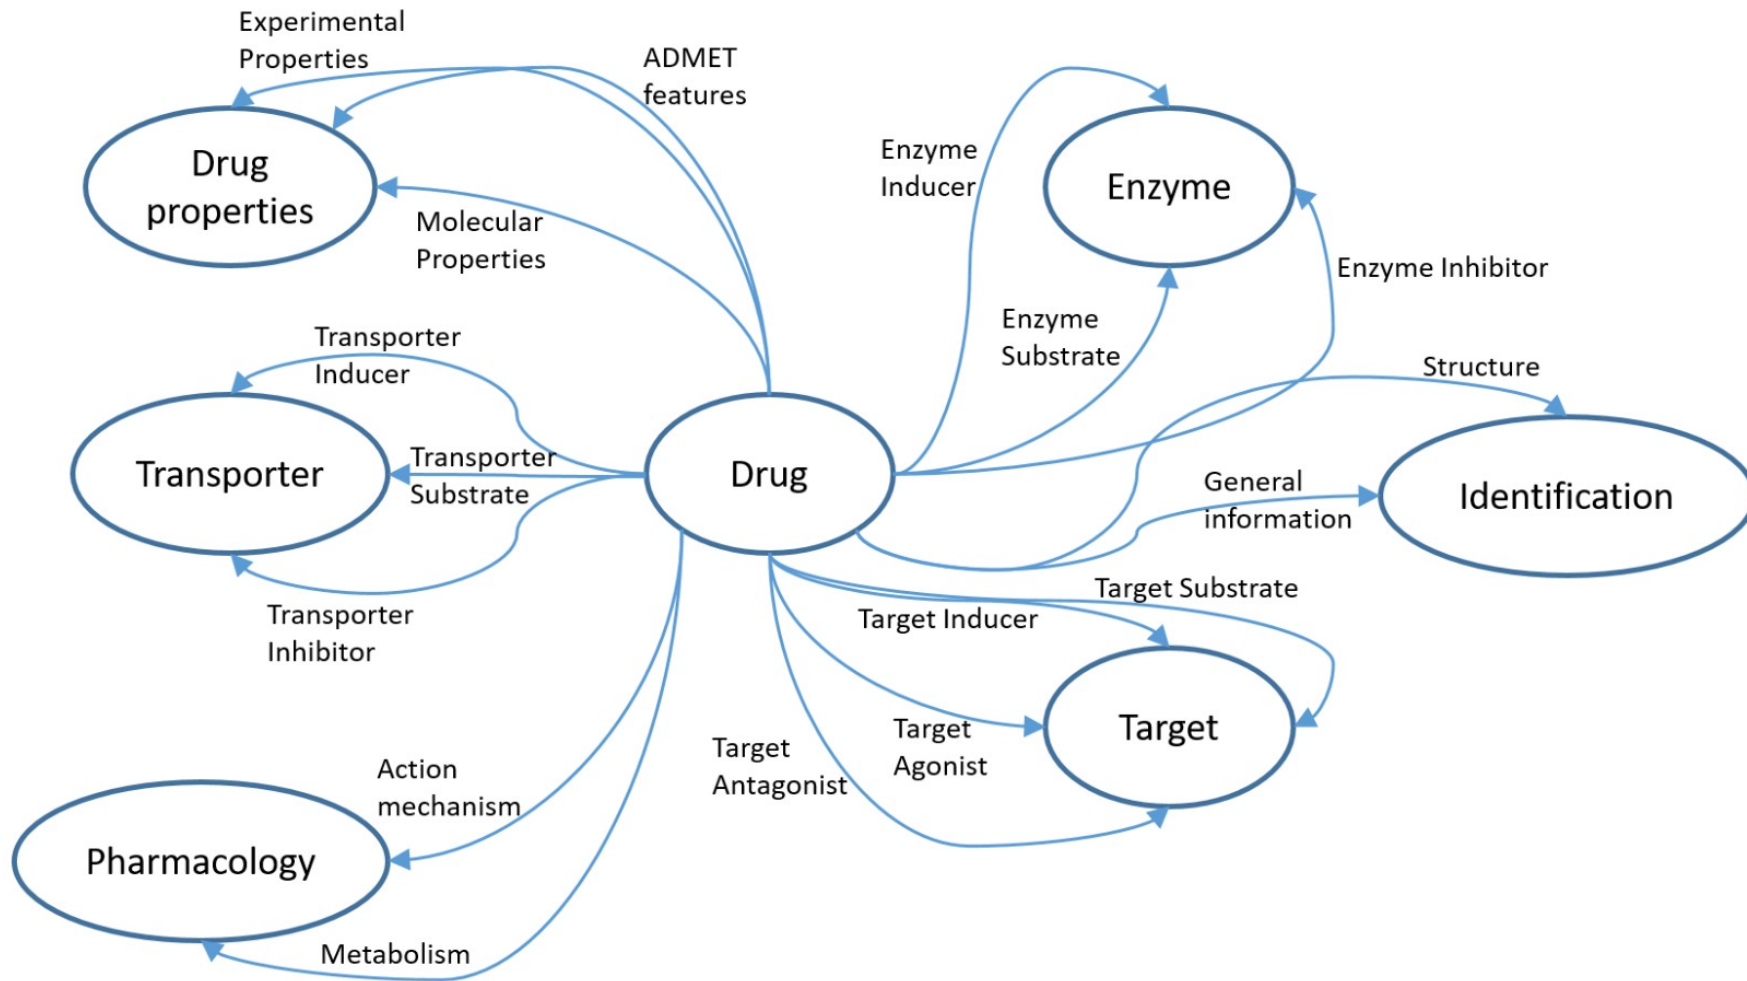 Experimental
Properties
ADMET
features
Drug
properties
Molecular
Properties
Enzyme
Inducer
Enzyme
Enzyme Inhibitor
Enzyme
Substrate
Transporter
Inducer
Transporter
Transporter
Substrate
Transporter
Inhibitor
Drug
Structure
General
information
Identification
Target Substrate
Target Inducer
Target
Target
Agonist
Target
Antagonist
Action
mechanism
Pharmacology
Metabolism